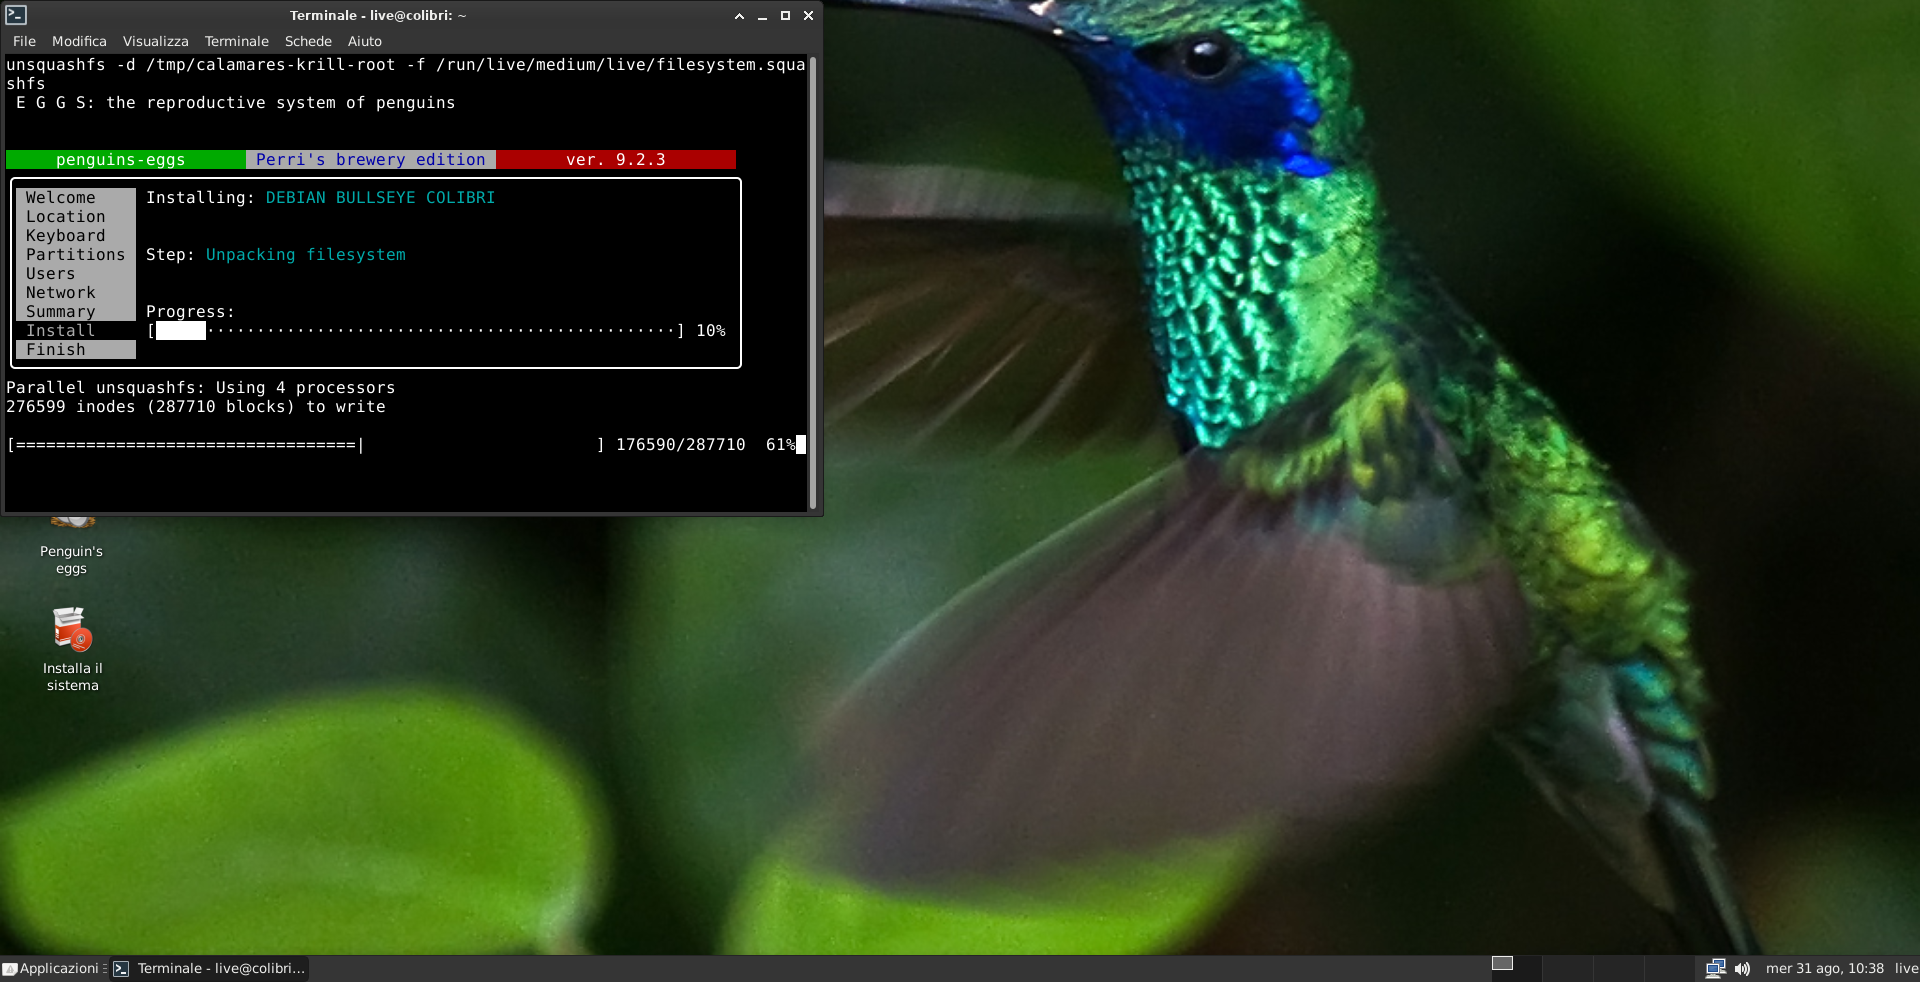 Terminale - live@colibri: ~
File Modifica Visualizza Terminale Schede Aiuto
unsquashfs -d /tmp/calamares-krill-root -f /run/live/medium/live/filesystem.squa
shfs
E G G S: the reproductive system of penguins
penguins-eggs Perri's brewery edition ver. 9.2.3
Welcome Installing: DEBIAN BULLSEYE COLIBRI
Location
Keyboard
Partitions Step: Unpacking filesystem
Users
Network
Summary Progress:
Install [·················································] 10%
Finish
Parallel unsquashfs: Using 4 processors
276599 inodes (287710 blocks) to write
[==================================| ] 176590/287710 61%
Penguin's
eggs
Installa il
sistema
Applicazioni Terminale - live@colibri... mer 31 ago, 10:38 live